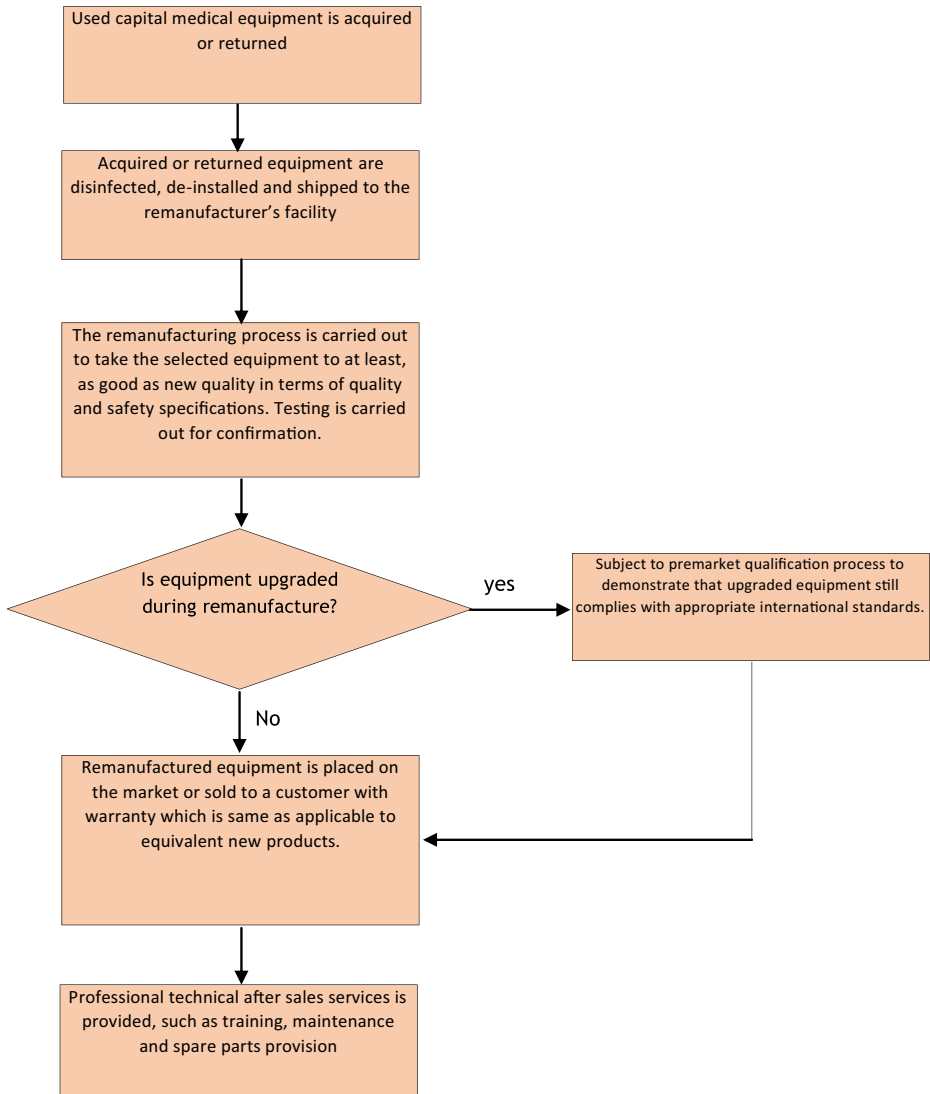 Used capital medical equipment is acquired
or returned
Acquired or returned equipment are
disinfected, de-installed and shipped to the
remanufacturer’s facility
The remanufacturing process is carried out
to take the selected equipment to at least,
as good as new quality in terms of quality
and safety specifications. Testing is carried
out for confirmation.
Is equipment upgraded
during remanufacture?
yes
Subject to premarket qualification process to
demonstrate that upgraded equipment still
complies with appropriate international standards.
No
Remanufactured equipment is placed on
the market or sold to a customer with
warranty which is same as applicable to
equivalent new products.
Professional technical after sales services is
provided, such as training, maintenance
and spare parts provision